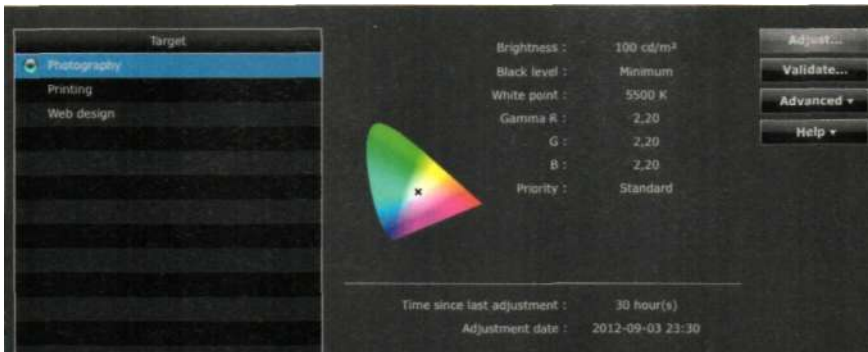 Target
Photography
Printing
Web design
Brightness : 100 cd/m²
Black level : Minimum
White point : 5500 K
Gamma R : 2,20
G : 2,20
B : 2,20
Priority : Standard
Time since last adjustment : 30 hour(s)
Adjustment date : 2012-09-03 23:30
Adjust...
Validate...
Advanced ▾
Help ▾